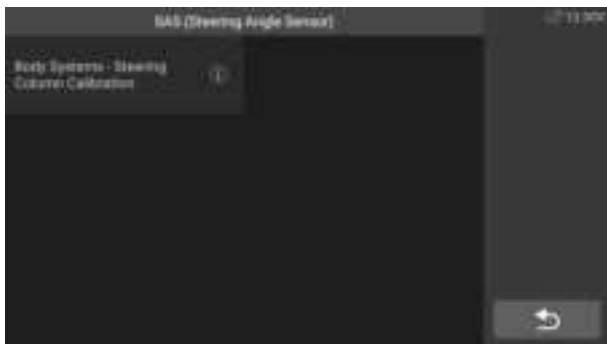 SAS (Steering Angle Sensor)
Body Systems - Steering
Column Calibration